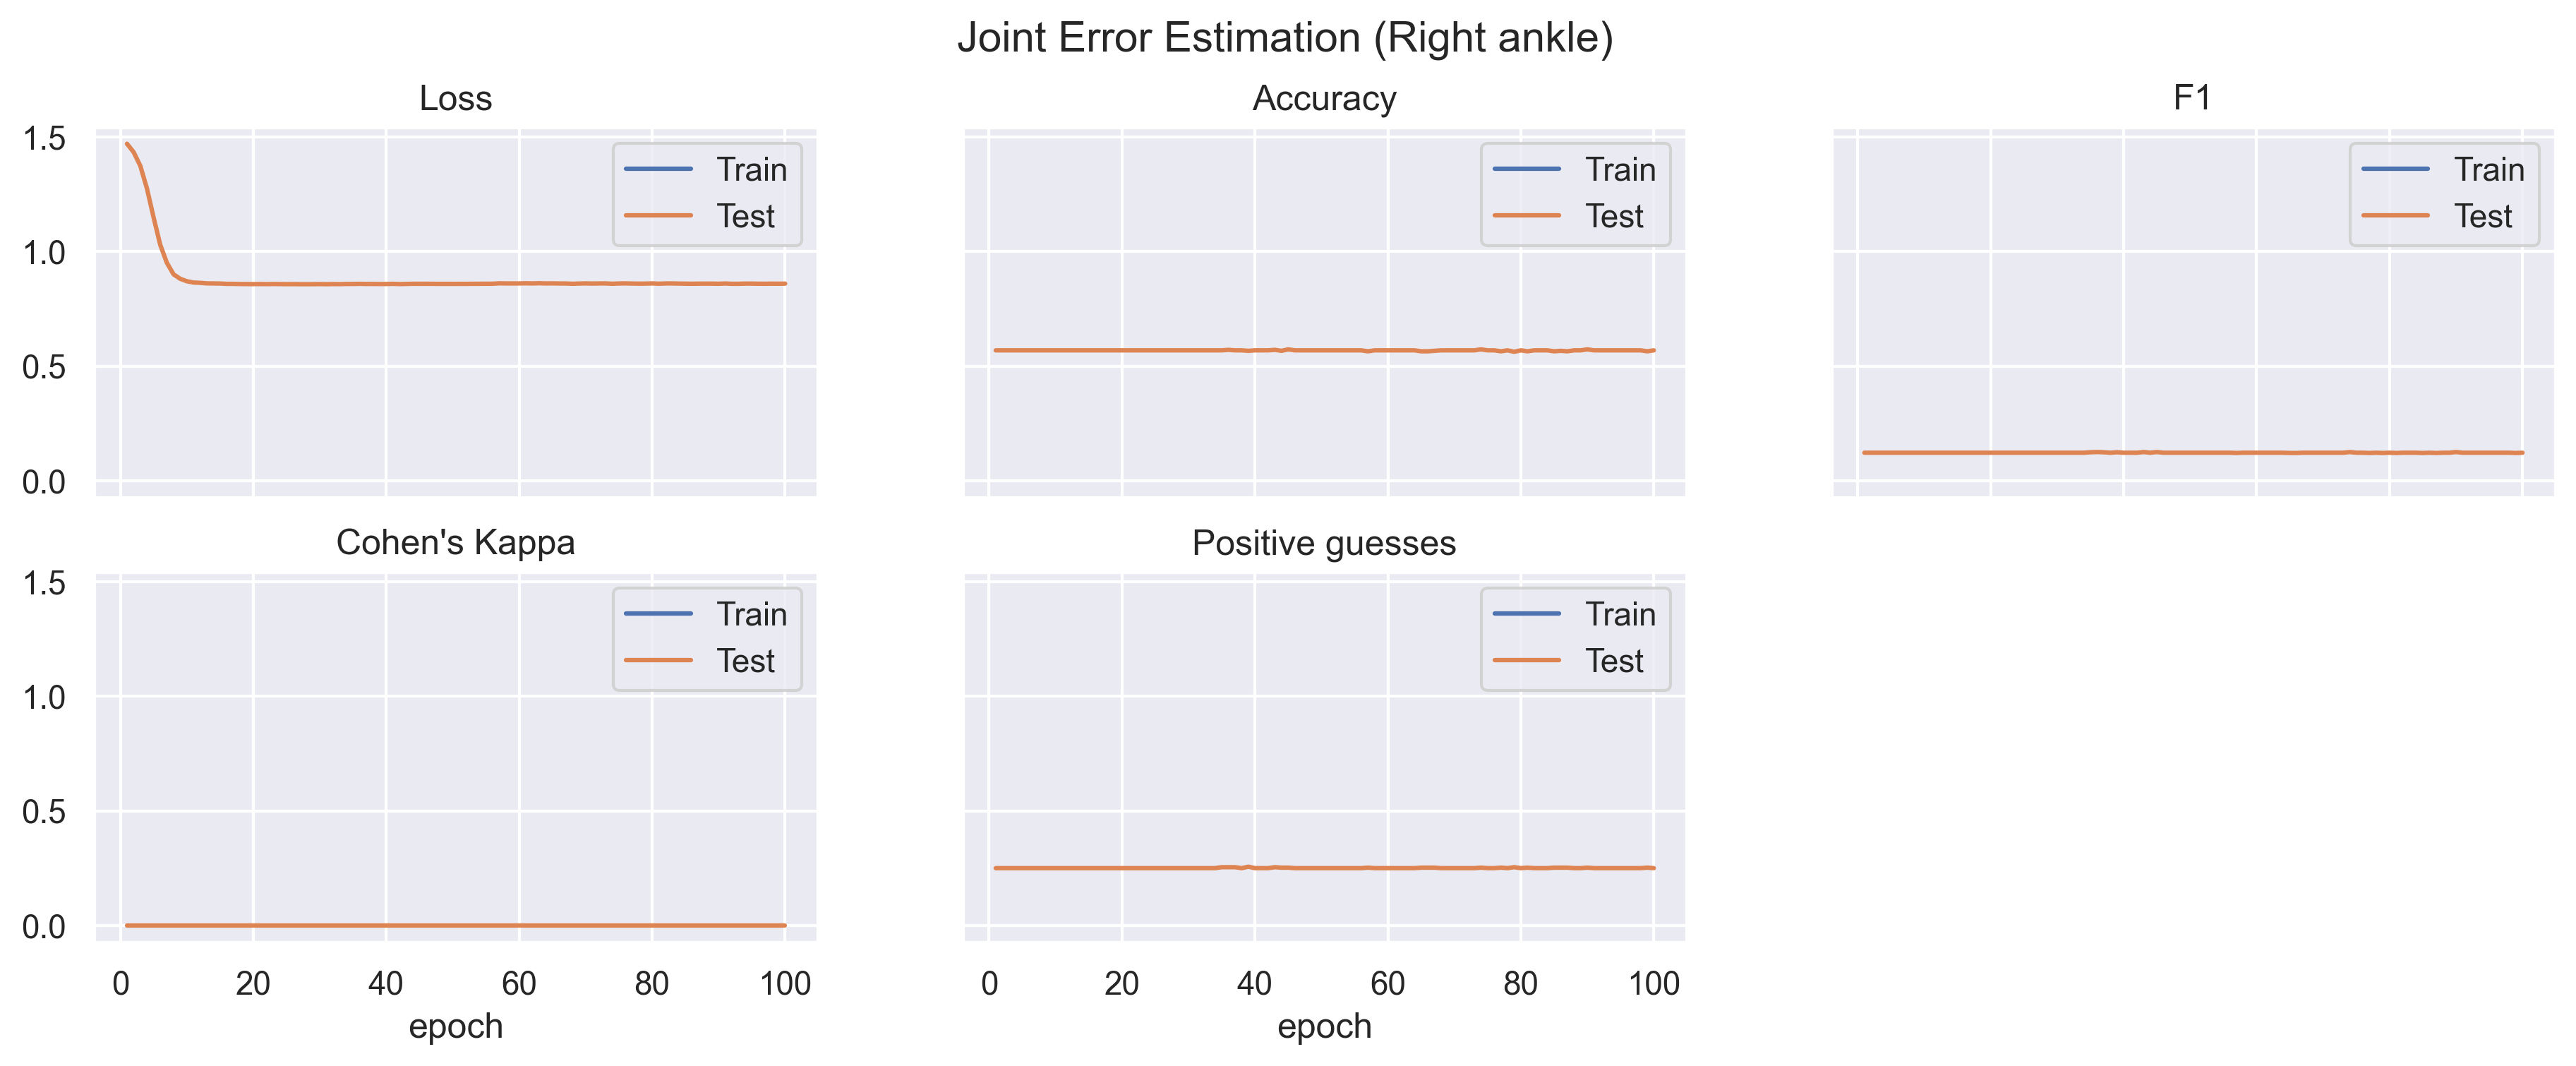 Joint Error Estimation (Right ankle)
Loss
Accuracy
F1
1.5
1.0
0.5
0.0
Train
Test
Train
Test
Train
Test
Cohen's Kappa
Positive guesses
1.5
1.0
0.5
0.0
Train
Test
Train
Test
0 20 40 60 80 100
0 20 40 60 80 100
epoch
epoch